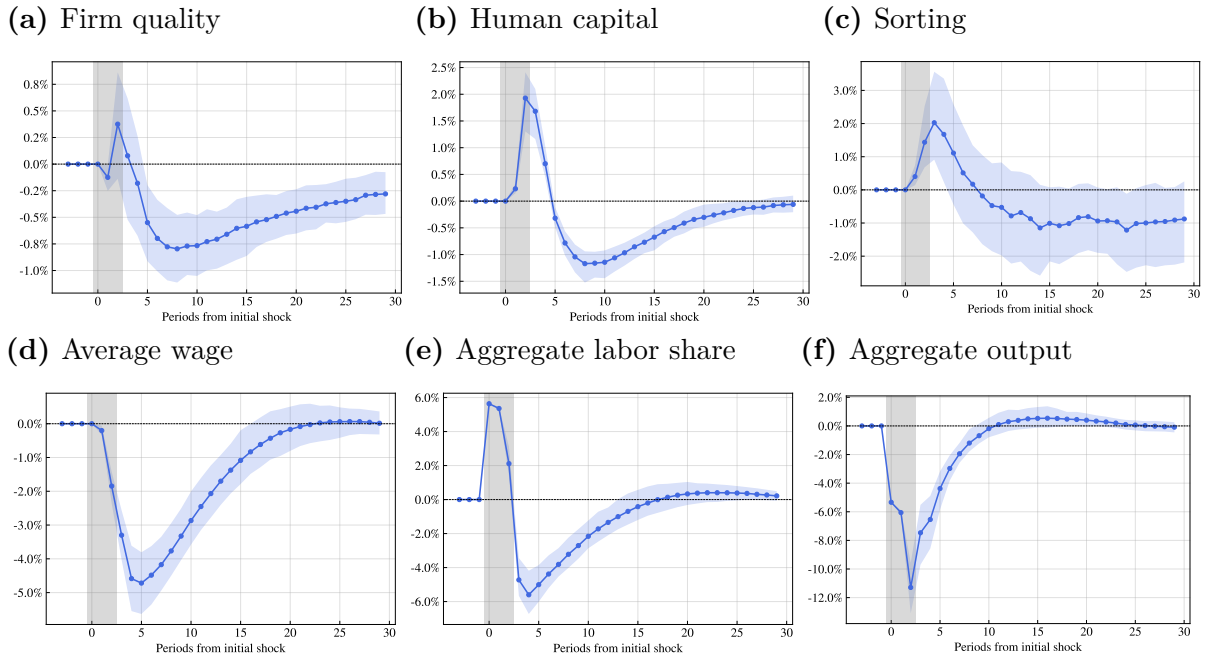 (a) Firm quality
0.8%
0.5%
0.2%
0.0%
-0.2%
-0.5%
-0.8%
-1.0%
0 5 10 15 20 25 30
Periods from initial shock
(b) Human capital
2.5%
2.0%
1.5%
1.0%
0.5%
0.0%
-0.5%
-1.0%
-1.5%
0 5 10 15 20 25 30
Periods from initial shock
(c) Sorting
3.0%
2.0%
1.0%
0.0%
-1.0%
-2.0%
0 5 10 15 20 25 30
Periods from initial shock
(d) Average wage
0.0%
-1.0%
-2.0%
-3.0%
-4.0%
-5.0%
0 5 10 15 20 25 30
Periods from initial shock
(e) Aggregate labor share
6.0%
4.0%
2.0%
0.0%
-2.0%
-4.0%
-6.0%
0 5 10 15 20 25 30
Periods from initial shock
(f) Aggregate output
2.0%
0.0%
-2.0%
-4.0%
-6.0%
-8.0%
-10.0%
-12.0%
0 5 10 15 20 25 30
Periods from initial shock